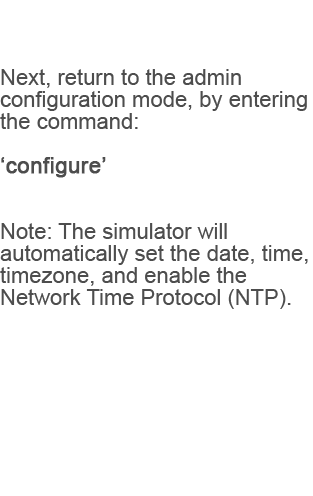 Next, return to the admin
configuration mode, by entering
the command:
‘configure’
Note: The simulator will
automatically set the date, time,
timezone, and enable the
Network Time Protocol (NTP).